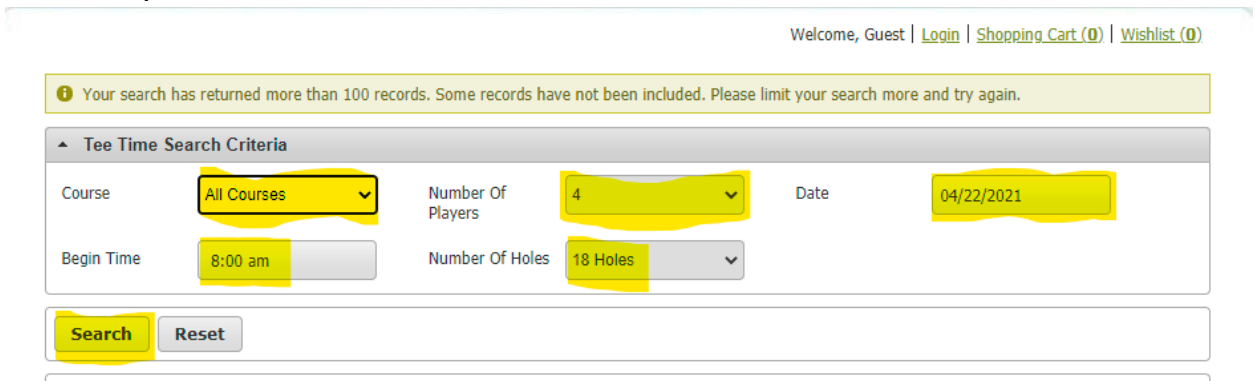 Welcome, Guest | Login | Shopping Cart (0) | Wishlist (0)
Your search has returned more than 100 records. Some records have not been included. Please limit your search more and try again.
Tee Time Search Criteria
Course All Courses Number Of Players 4 Date 04/22/2021
Begin Time 8:00 am Number Of Holes 18 Holes
Search Reset